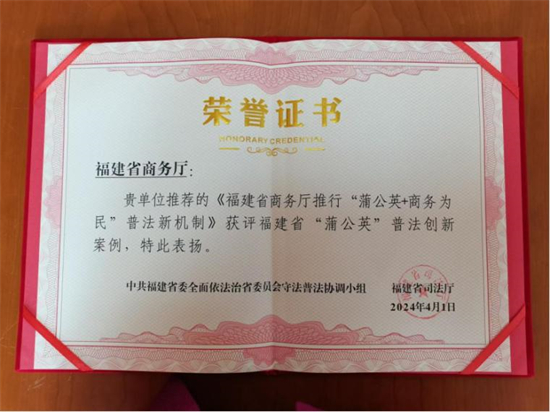 荣誉证书
HONORARY CREDENTIAL
福建省商务厅：
贵单位推荐的《福建省商务厅推行“蒲公英+商务为
民”普法新机制》获评福建省“蒲公英”普法创新
案例，特此表扬。
中共福建省委全面依法治省委员会守法普法协调小组 福建省司法厅
2024年4月1日